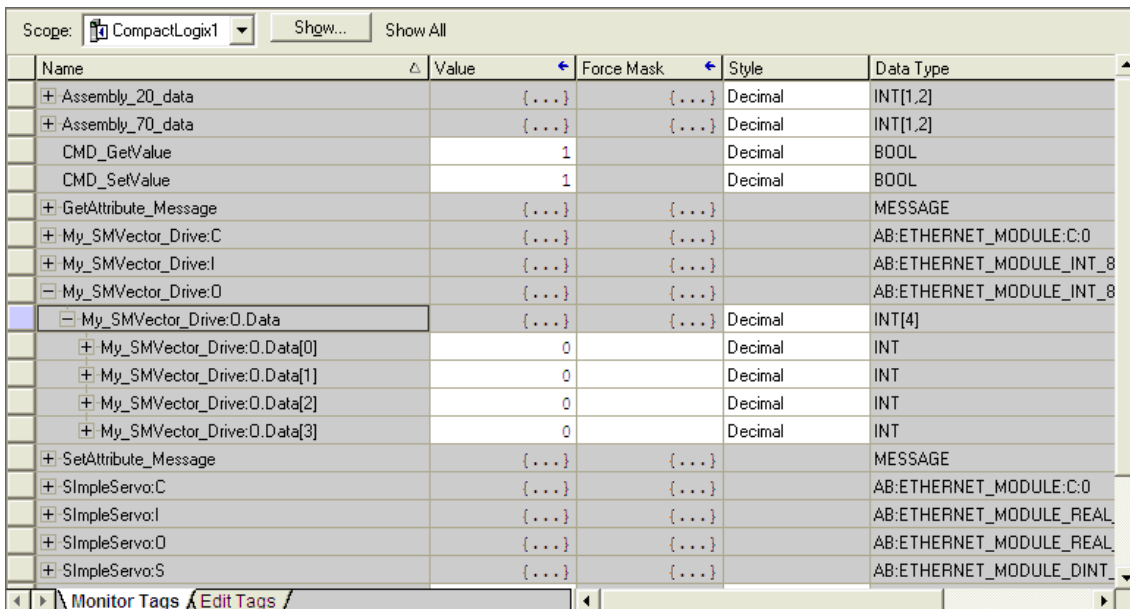 Scope: CompactLogix1 Show... Show All
Name Value Force Mask Style Data Type
Assembly_20_data {...} {...} Decimal INT[1,2]
Assembly_70_data {...} {...} Decimal INT[1,2]
CMD_GetValue 1 Decimal BOOL
CMD_SetValue 1 Decimal BOOL
GetAttribute_Message {...} {...} MESSAGE
My_SMVector_Drive:C {...} {...} AB:ETHERNET_MODULE:C:0
My_SMVector_Drive:I {...} {...} AB:ETHERNET_MODULE_INT_8
My_SMVector_Drive:O {...} {...} AB:ETHERNET_MODULE_INT_8
My_SMVector_Drive:O.Data {...} {...} Decimal INT[4]
My_SMVector_Drive:O.Data[0] 0 Decimal INT
My_SMVector_Drive:O.Data[1] 0 Decimal INT
My_SMVector_Drive:O.Data[2] 0 Decimal INT
My_SMVector_Drive:O.Data[3] 0 Decimal INT
SetAttribute_Message {...} {...} MESSAGE
SImpleServo:C {...} {...} AB:ETHERNET_MODULE:C:0
SImpleServo:I {...} {...} AB:ETHERNET_MODULE_REAL_
SImpleServo:O {...} {...} AB:ETHERNET_MODULE_REAL_
SImpleServo:S {...} {...} AB:ETHERNET_MODULE_DINT_
Monitor Tags Edit Tags